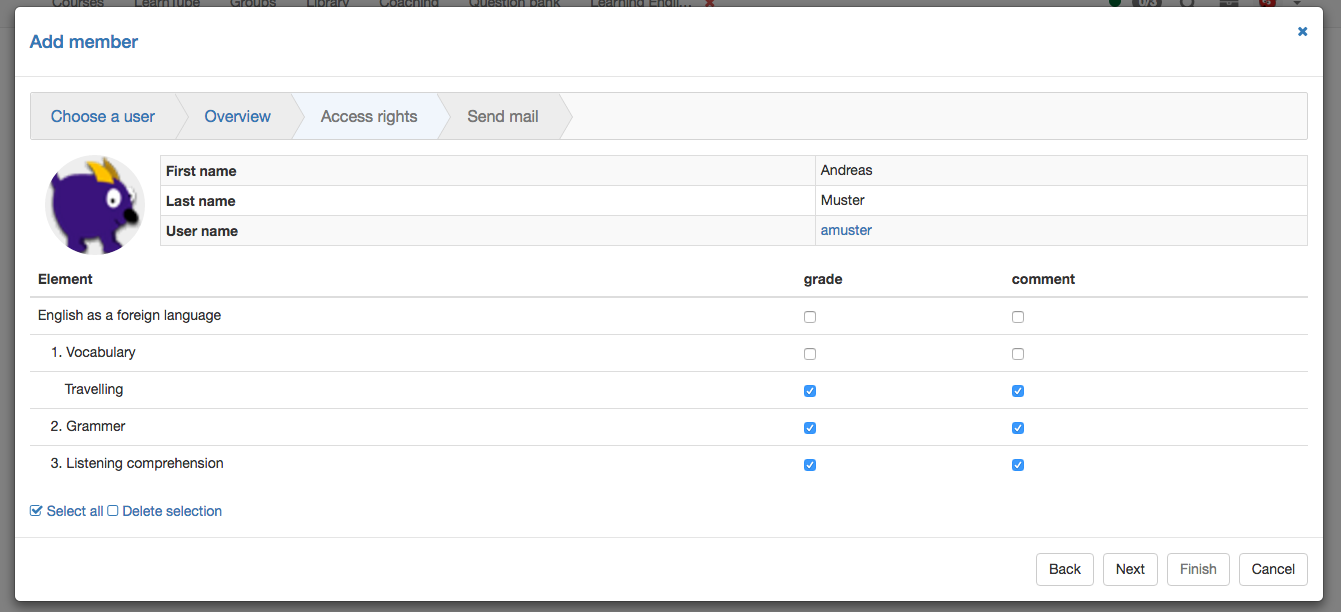 Courses LearnTube Groups Library Coaching Question bank Learning Engli...
Add member
Choose a user Overview Access rights Send mail
First name Andreas
Last name Muster
User name amuster
Element grade comment
English as a foreign language
1. Vocabulary
Travelling
2. Grammer
3. Listening comprehension
Select all Delete selection
Back Next Finish Cancel